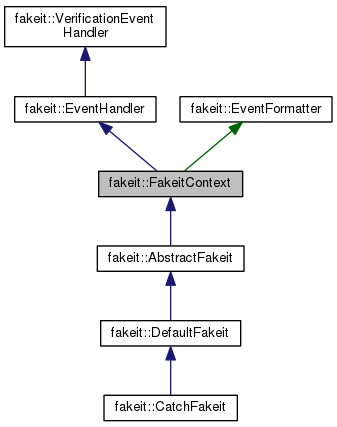 fakeit::VerificationEvent
Handler
fakeit::EventHandler
fakeit::EventFormatter
fakeit::FakeitContext
fakeit::AbstractFakeit
fakeit::DefaultFakeit
fakeit::CatchFakeit